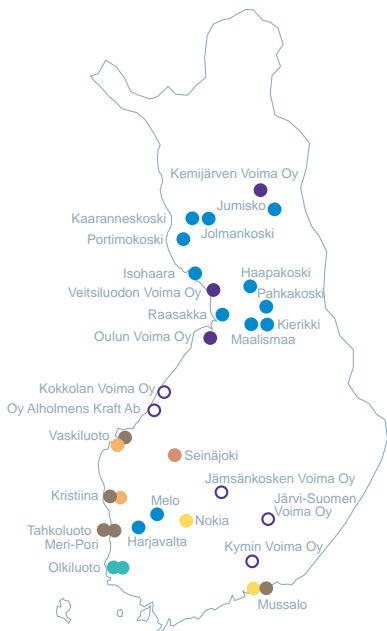 Kemijärven Voima Oy
Jumisko
Kaaranneskoski
Jolmankoski
Portimokoski
Isohaara
Haapakoski
Veitsiluodon Voima Oy
Pahkakoski
Raasakka
Kierikki
Oulun Voima Oy
Maalismaa
Kokkolan Voima Oy
Oy Alholmens Kraft Ab
Vaskiluoto
Seinäjoki
Jämsänkosken Voima Oy
Kristiina
Melo
Järvi-Suomen
Voima Oy
Nokia
Tahkoluoto
Meri-Pori
Harjavalta
Kymin Voima Oy
Olkiluoto
Mussalo